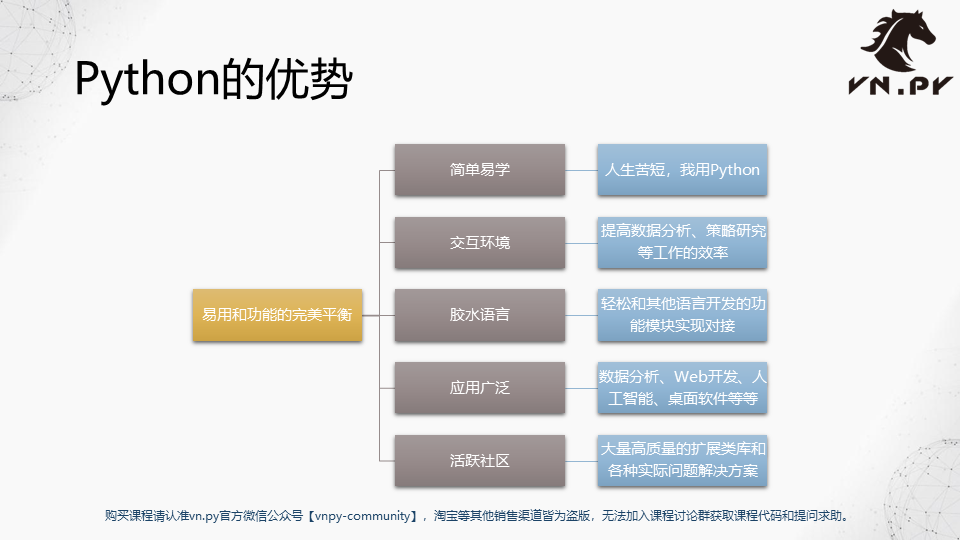 Python的优势
VN.PY
简单易学
人生苦短，我用Python
交互环境
提高数据分析、策略研究
等工作的效率
易用和功能的完美平衡
胶水语言
轻松和其他语言开发的功
能模块实现对接
应用广泛
数据分析、Web开发、人
工智能、桌面软件等等
活跃社区
大量高质量的扩展类库和
各种实际问题解决方案
购买课程请认准vn.py官方微信公众号【vnpy-community】，淘宝等其他销售渠道皆为盗版，无法加入课程讨论群获取课程代码和提问求助。